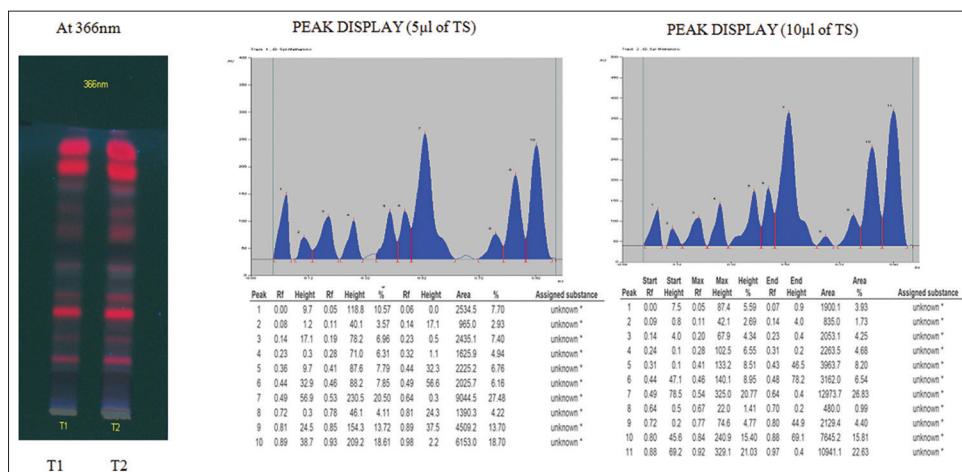 At 366nm
366nm
T1 T2
T1 T2
PEAK DISPLAY (5µl of TS)
AU
400
350
300
250
200
150
100
50
Peak Rf Height Rf Height % Rf Height Area % Assigned substance
1 0.00 9.7 0.05 118.8 10.57 0.06 0.0 2534.5 7.70 unknown *
2 0.08 1.2 0.11 40.1 3.57 0.14 17.1 965.0 2.93 unknown *
3 0.14 17.1 0.19 78.2 6.96 0.23 0.5 2435.1 7.40 unknown *
4 0.23 0.3 0.28 71.0 6.31 0.32 1.1 1625.9 4.94 unknown *
5 0.36 9.7 0.41 87.6 7.79 0.44 32.3 2225.2 6.76 unknown *
6 0.44 32.9 0.46 88.2 7.85 0.49 56.6 2025.7 6.16 unknown *
7 0.49 56.9 0.53 230.5 20.50 0.64 0.3 9044.5 27.48 unknown *
8 0.72 0.3 0.78 46.1 4.11 0.81 24.3 1390.3 4.22 unknown *
9 0.81 24.5 0.85 154.3 13.72 0.89 37.5 4509.2 13.70 unknown *
10 0.89 38.7 0.93 209.2 18.61 0.98 2.2 6153.0 18.70 unknown *
PEAK DISPLAY (10µl of TS)
AU
500
450
400
350
300
250
200
150
100
50
Start Start Max Max Height End End Area
Peak Rf Height Rf Height % Rf Height Area % Assigned substance
1 0.00 7.5 0.05 87.4 5.59 0.07 0.9 1900.1 3.93 unknown *
2 0.09 0.8 0.11 42.1 2.69 0.14 4.0 835.0 1.73 unknown *
3 0.14 4.0 0.20 67.9 4.34 0.23 0.4 2053.1 4.25 unknown *
4 0.24 0.1 0.28 102.5 6.55 0.31 0.2 2263.5 4.68 unknown *
5 0.31 0.1 0.41 133.2 8.51 0.43 46.5 3963.7 8.20 unknown *
6 0.44 47.1 0.46 140.1 8.95 0.48 78.2 3162.0 6.54 unknown *
7 0.49 78.5 0.54 325.0 20.77 0.64 0.4 12973.7 26.83 unknown *
8 0.64 0.5 0.67 22.0 1.41 0.70 0.2 480.0 0.99 unknown *
9 0.72 0.2 0.77 74.6 4.77 0.80 44.9 2129.4 4.40 unknown *
10 0.80 45.6 0.84 240.9 15.40 0.88 69.1 7645.2 15.81 unknown *
11 0.88 69.2 0.92 329.1 21.03 0.97 0.4 10941.1 22.63 unknown *